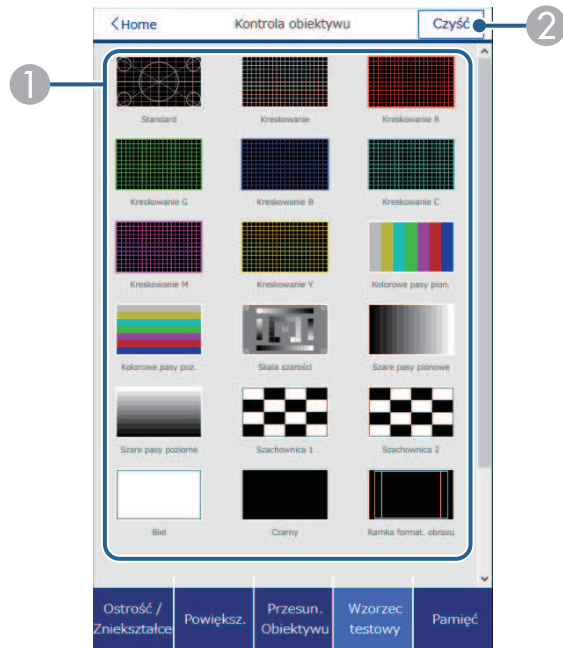 <Home
Kontrola obiektywu
Czyść
2
1
Standard
Kreskowanie
Kreskowanie R
Kreskowanie G
Kreskowanie B
Kreskowanie C
Kreskowanie M
Kreskowanie Y
Kolorowe pasy pion.
Kolorowe pasy poz.
Skala szarości
Szare pasy pionowe
Szare pasy poziome
Szachownica 1
Szachownica 2
Biel
Czarny
Ramka format. obrazu
Ostrość /
Zniekształce
Powiększ.
Przesun.
Obiektywu
Wzorzec
testowy
Pamięć